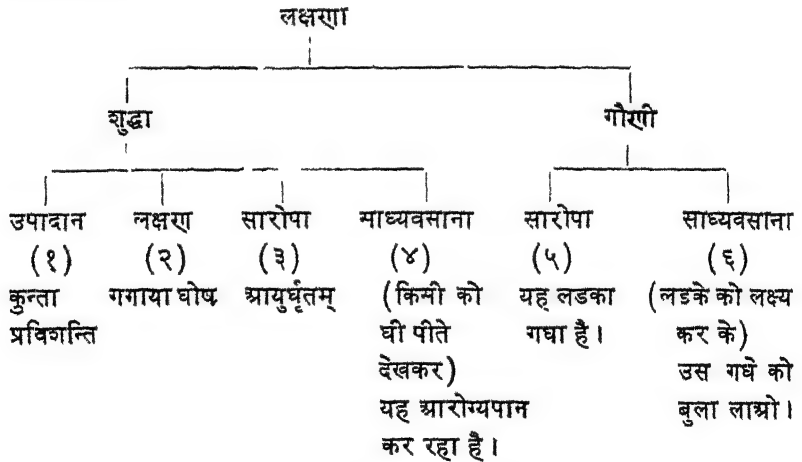 लक्षणा
शुद्धा गौणी
उपादान लक्षण सारोपा माध्यवसाना सारोपा साध्यवसाना
(१) (२) (३) (४) (५) (६)
कुन्ता गगाया घोष आयुर्घृतम् (किमी को यह लडका (लडके को लक्ष्य
प्रविशन्ति घी पीते गधा है। कर के)
देखकर) उस गधे को
यह आरोग्यपान बुला लाओ।
कर रहा है।